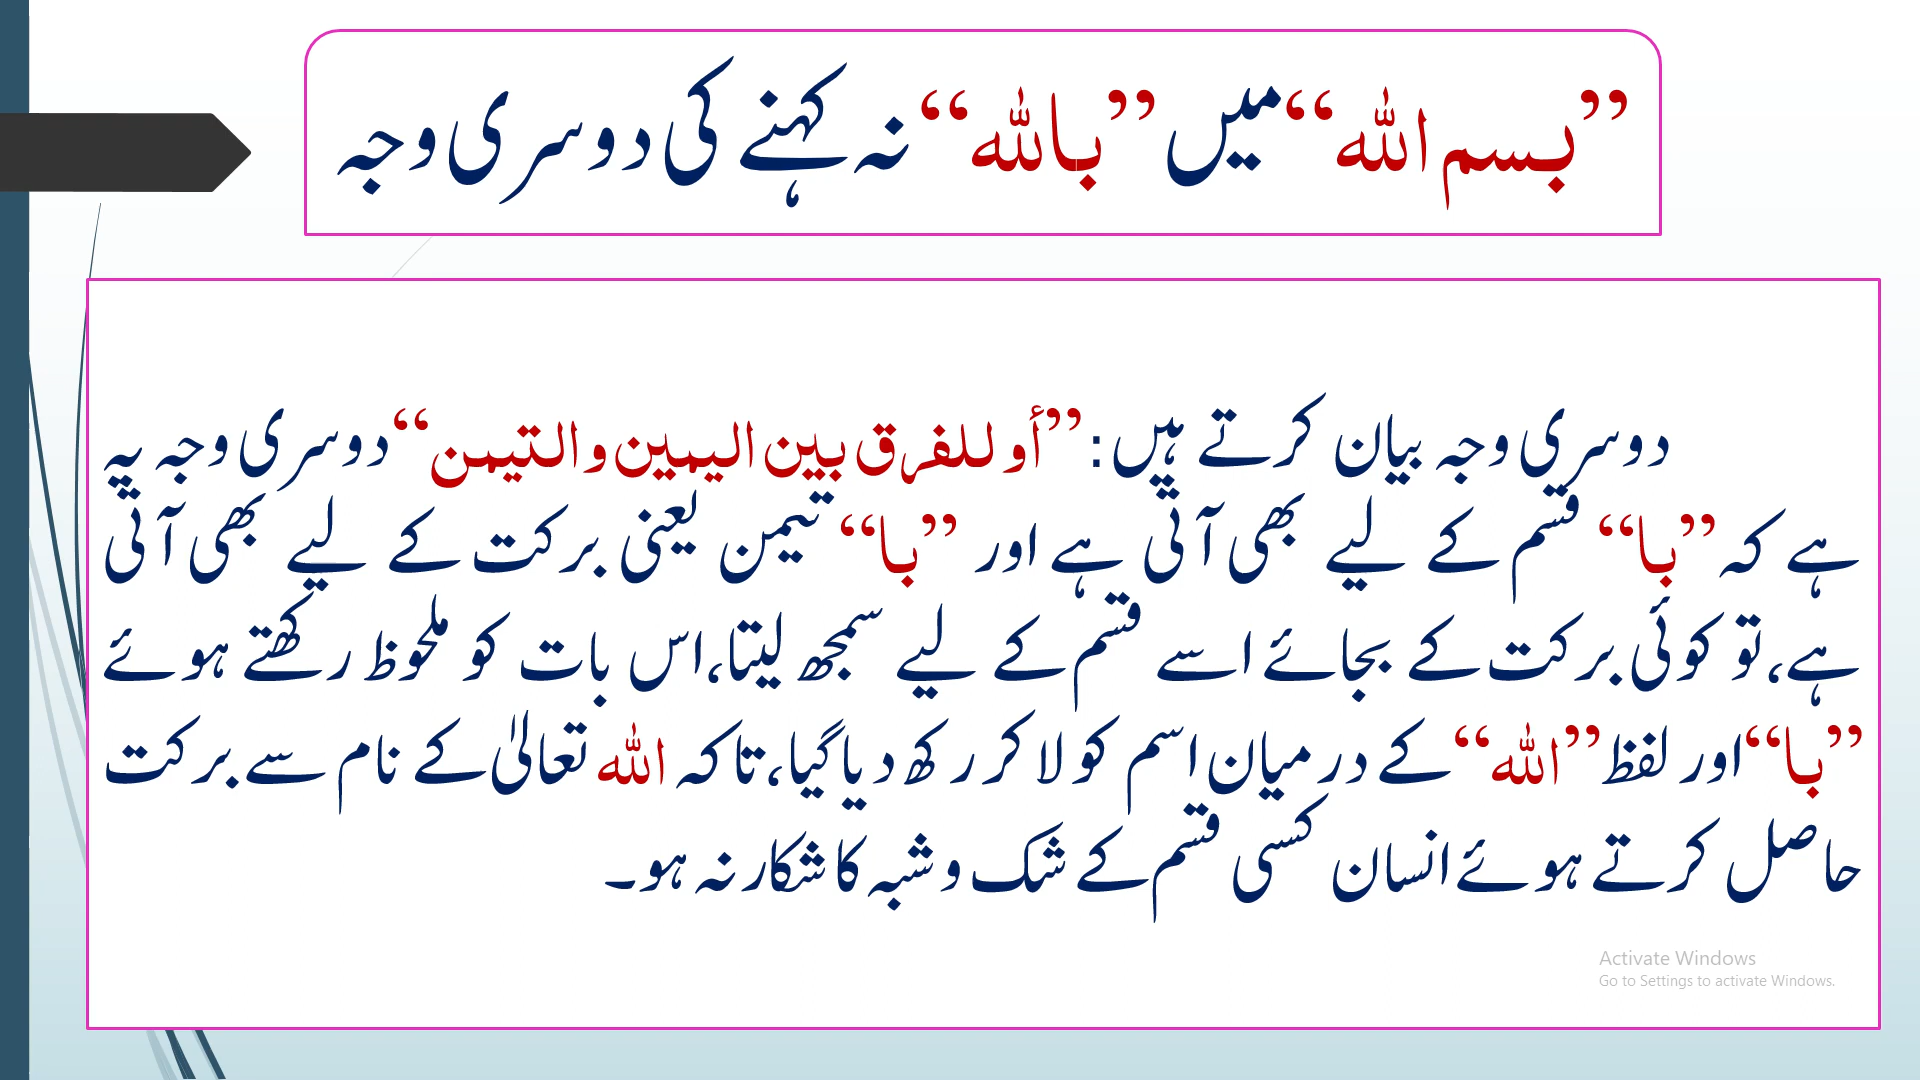 ”بسم اللہ“میں ”باللہ“ نہ کہنے کی دوسری وجہ
دوسری وجہ بیان کرتے ہیں: ”أو للفرق بين اليمين والتيمن“دوسری وجہ یہ
ہے کہ ”با“ قسم کے لیے بھی آتی ہے اور ”با“ تیمن یعنی برکت کے لیے بھی آتی
ہے، تو کوئی برکت کے بجائے اسے قسم کے لیے سمجھ لیتا،اس بات کو ملحوظ رکھتے ہوئے
”با“اور لفظ ”اللہ“ کے درمیان اسم کو لا کر رکھ دیا گیا، تاکہ اللہ تعالیٰ کے نام سے برکت
حاصل کرتے ہوئے انسان کسی قسم کے شک و شبہ کا شکار نہ ہو۔
Activate Windows
Go to Settings to activate Windows.